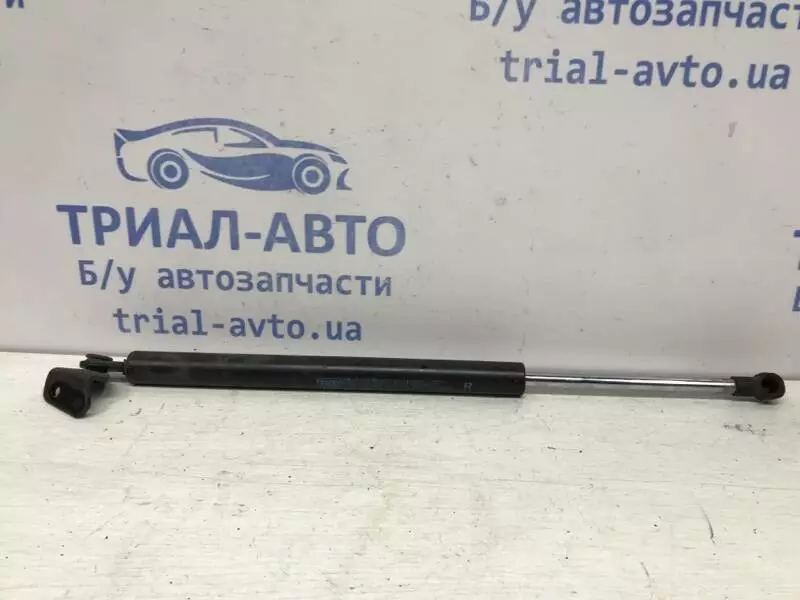 Б/у автозапчасти
trial-avto.ua
ТРИАЛ-АВТО
Б/у автозапчасти
trial-avto.ua
R